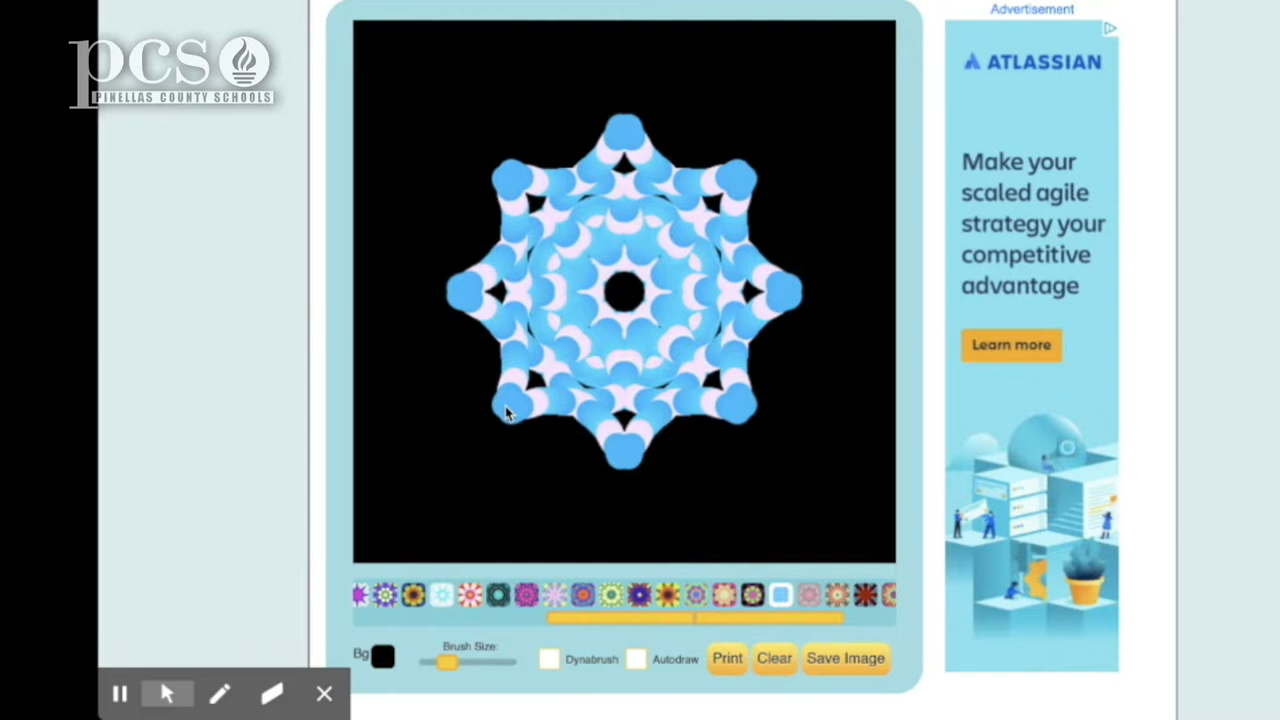 Advertisement
pcs
PINELLAS COUNTY SCHOOLS
ATLASSIAN
Make your
scaled agile
strategy your
competitive
advantage
Learn more
Bg
Brush Size:
Dynabrush
Autodraw
Print
Clear
Save Image